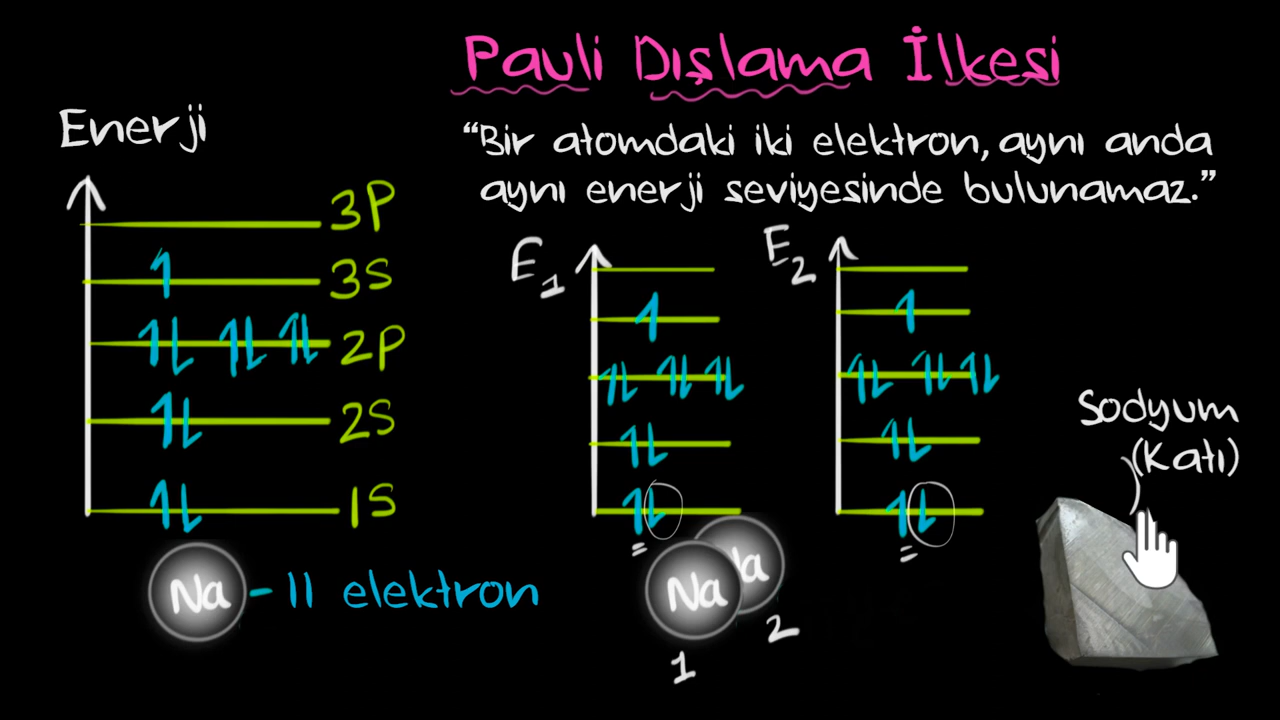 Pauli Dışlama İlkesi
Enerji
“Bir atomdaki iki elektron, aynı anda
aynı enerji seviyesinde bulunamaz.”
3P
3S
2P
2S
1S
E1
E2
Sodyum
(Katı)
Na - 11 elektron
Na
a
1
2